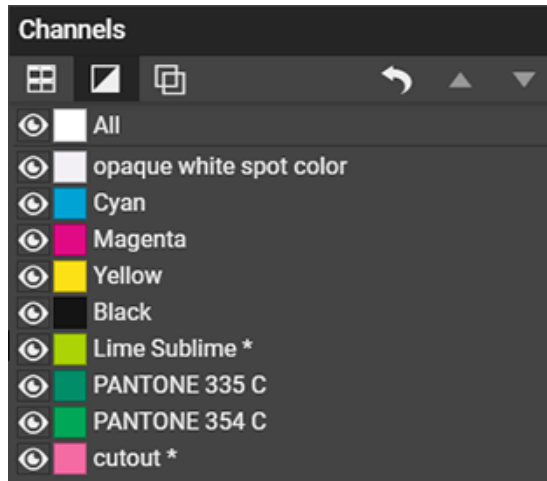 Channels
All
opaque white spot color
Cyan
Magenta
Yellow
Black
Lime Sublime *
PANTONE 335 C
PANTONE 354 C
cutout *